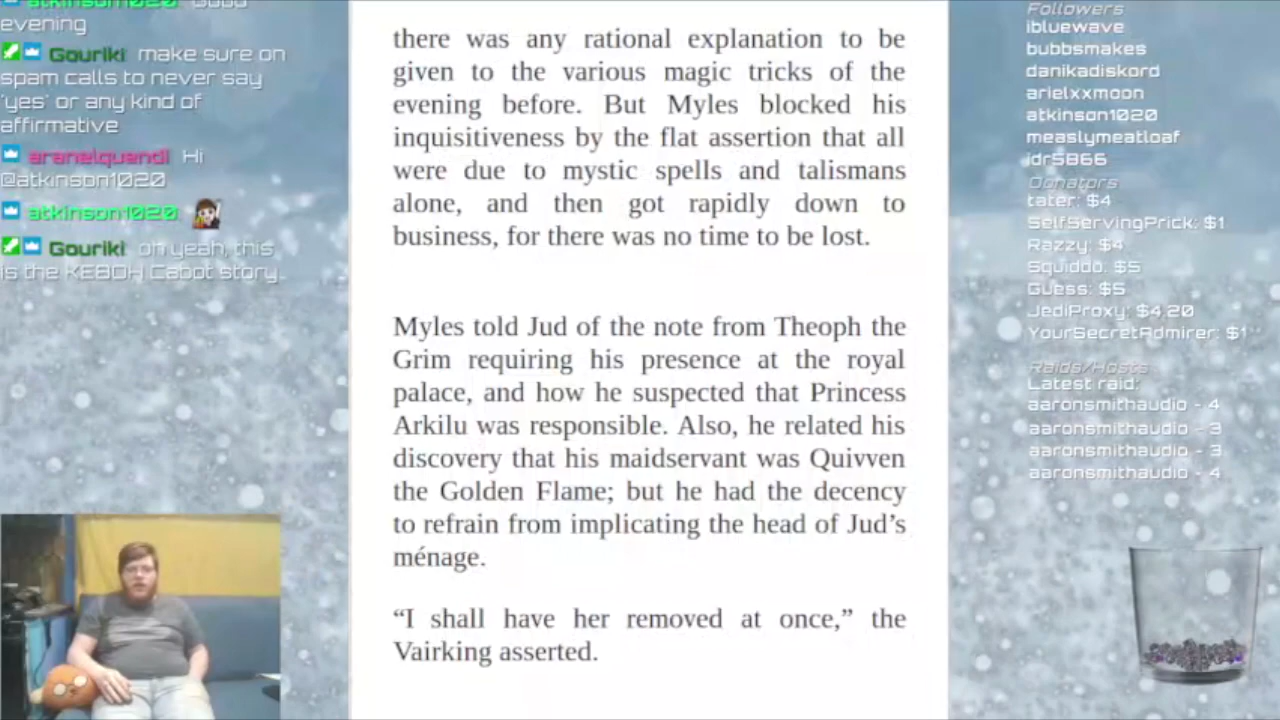 atkinson1020 Good
evening
Gouriki make sure on
spam calls to never say
'yes' or any kind of
affirmative
aranelquendi Hi
@atkinson1020
atkinson1020
Gouriki oh yeah, this
is the KEBOH Cabot story
there was any rational explanation to be
given to the various magic tricks of the
evening before. But Myles blocked his
inquisitiveness by the flat assertion that all
were due to mystic spells and talismans
alone, and then got rapidly down to
business, for there was no time to be lost.
Myles told Jud of the note from Theoph the
Grim requiring his presence at the royal
palace, and how he suspected that Princess
Arkilu was responsible. Also, he related his
discovery that his maidservant was Quivven
the Golden Flame; but he had the decency
to refrain from implicating the head of Jud’s
ménage.
“I shall have her removed at once,” the
Vairking asserted.
Followers
ibluewave
bubbsmakes
danikadiskord
arielxxmoon
atkinson1020
measlymeatloaf
jdr5866
Donators
tater: $4
SelfServingPrick: $1
Razzy: $4
Squiddo: $5
Guess: $5
JediProxy: $4.20
YourSecretAdmirer: $1
Raids/Hosts
Latest raid:
aaronsmithaudio - 4
aaronsmithaudio - 3
aaronsmithaudio - 3
aaronsmithaudio - 4